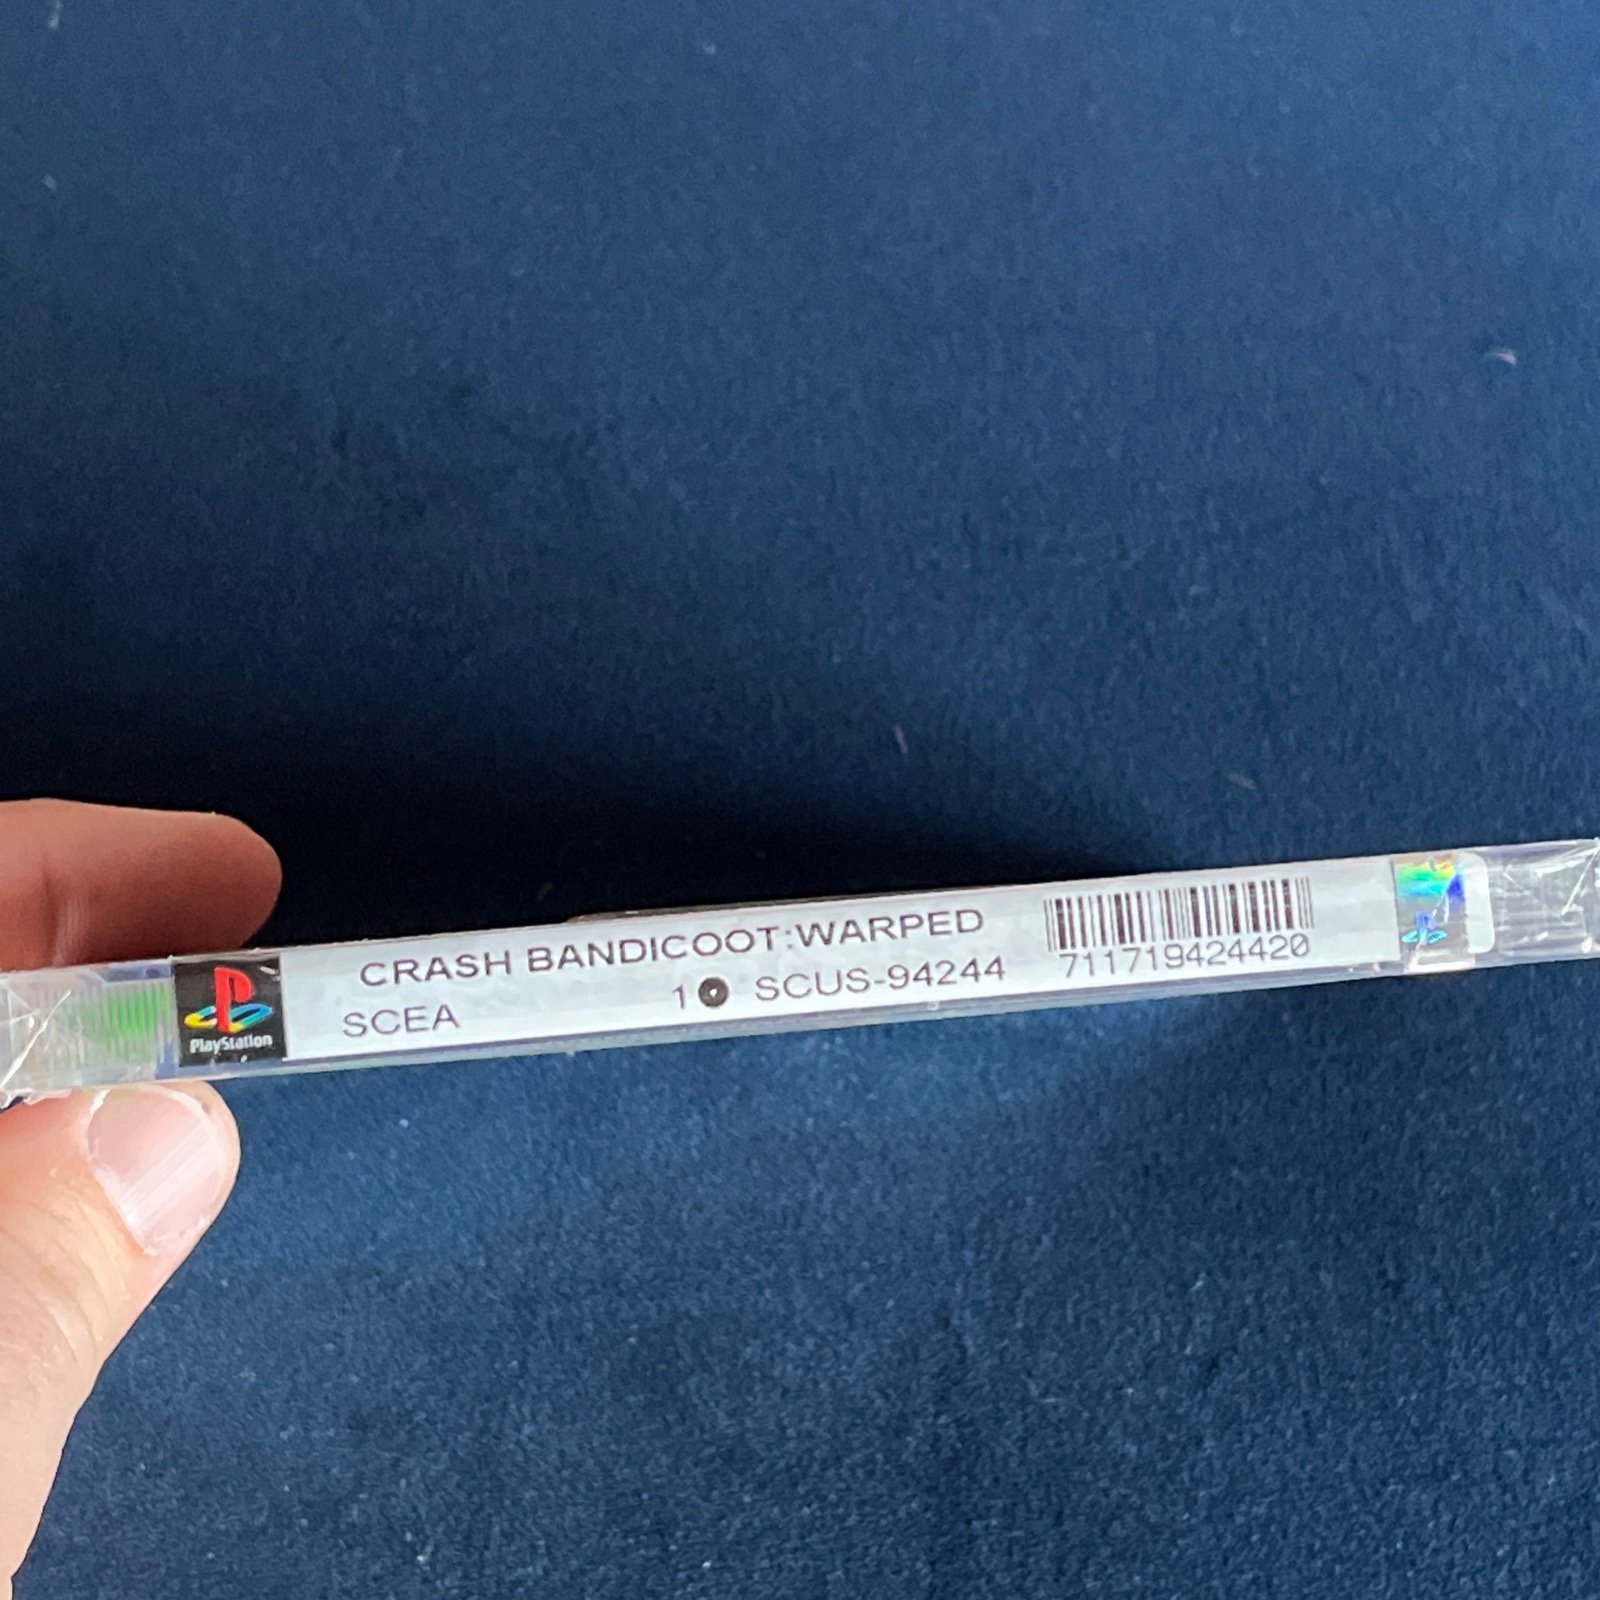 PlayStation
CRASH BANDICOOT:WARPED
SCEA
1 SCUS-94244
711719424420